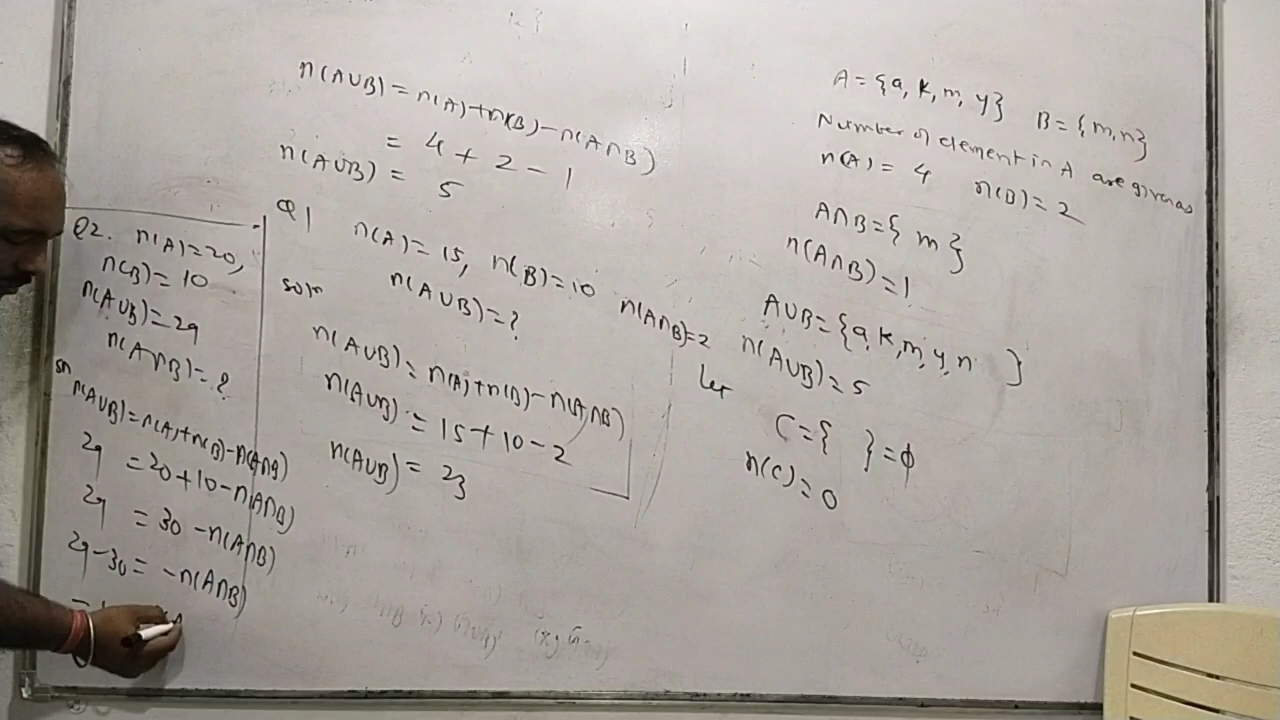 A = {a, k, m, y} B = {m, n}
Number of element in A are given as
n(A) = 4 n(B) = 2
A∩B = { m }
n(A∩B) = 1
A∪B = {a, k, m, y, n }
n(A∪B) = 5
Let
C = { } = ϕ
n(C) = 0
n(A∪B) = n(A) + n(B) - n(A∩B)
= 4 + 2 - 1
n(A∪B) = 5
Q1 n(A) = 15, n(B) = 10 n(A∩B) = 2
n(A∪B) = ?
Soln
n(A∪B) = n(A) + n(B) - n(A∩B)
n(A∪B) = 15 + 10 - 2
n(A∪B) = 23
Q2. n(A) = 20,
n(B) = 10
n(A∪B) = 29
n(A∩B) = ?
Sn
n(A∪B) = n(A) + n(B) - n(A∩B)
29 = 20 + 10 - n(A∩B)
29 = 30 - n(A∩B)
29 - 30 = - n(A∩B)